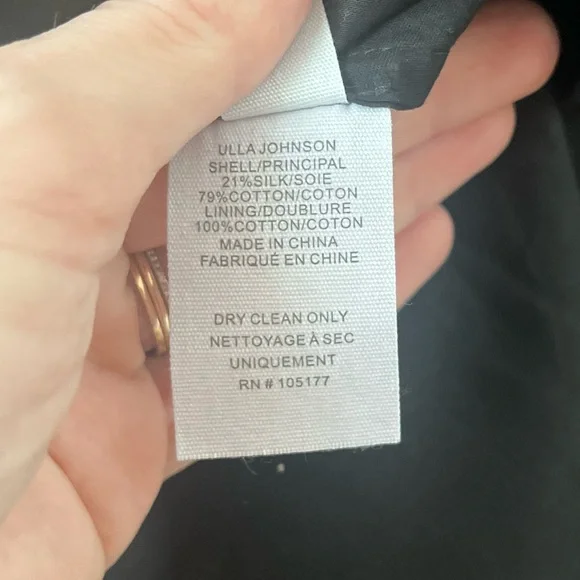 ULLA JOHNSON
SHELL/PRINCIPAL
21%SILK/SOIE
79%COTTON/COTON
LINING/DOUBLURE
100%COTTON/COTON
MADE IN CHINA
FABRIQUÉ EN CHINE
DRY CLEAN ONLY
NETTOYAGE À SEC
UNIQUEMENT
RN # 105177